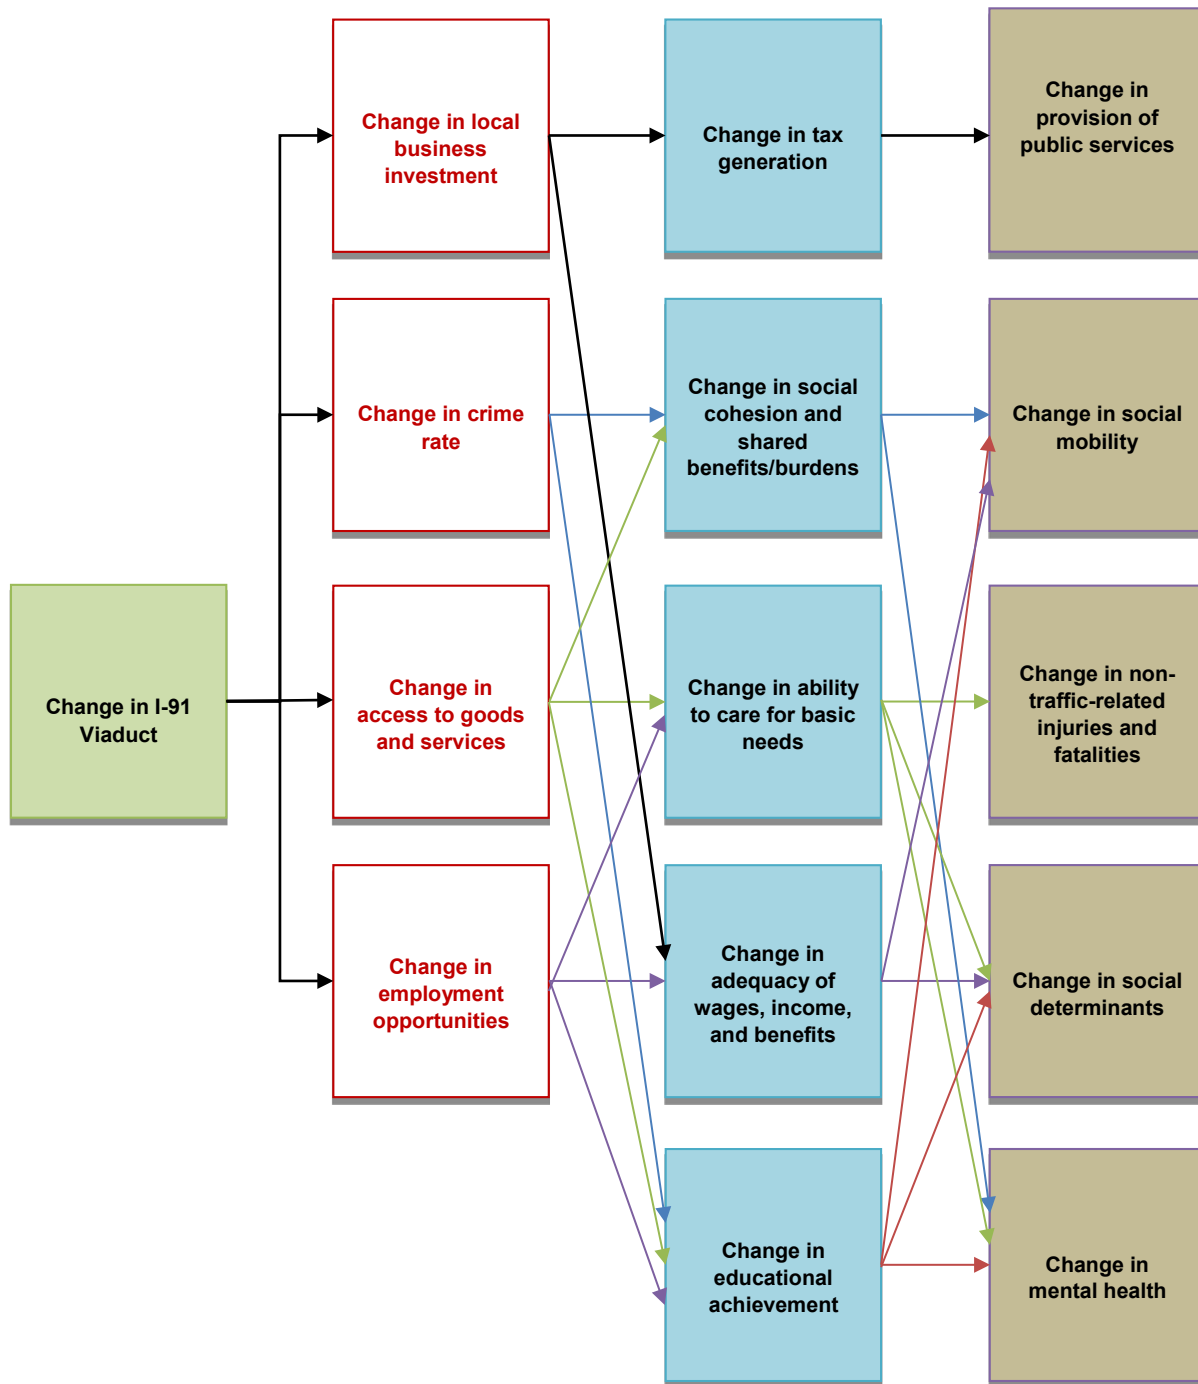 Change in I-91
Viaduct
Change in local
business
investment
Change in crime
rate
Change in
access to goods
and services
Change in
employment
opportunities
Change in tax
generation
Change in social
cohesion and
shared
benefits/burdens
Change in ability
to care for basic
needs
Change in
adequacy of
wages, income,
and benefits
Change in
educational
achievement
Change in
provision of
public services
Change in social
mobility
Change in non-
traffic-related
injuries and
fatalities
Change in social
determinants
Change in
mental health